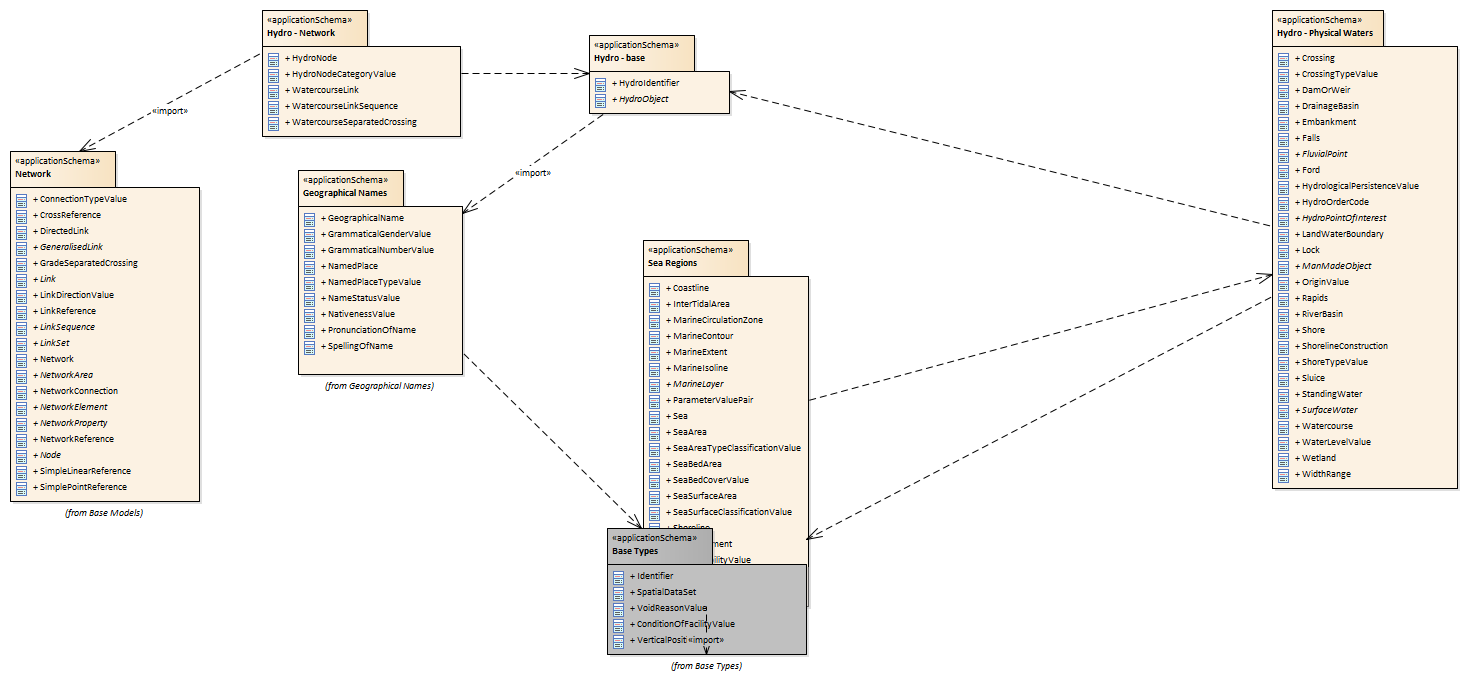 «applicationSchema»
Hydro - Network
+ HydroNode
+ HydroNodeCategoryValue
+ WatercourseLink
+ WatercourseLinkSequence
+ WatercourseSeparatedCrossing
«applicationSchema»
Hydro - base
+ HydroIdentifier
+ HydroObject
«applicationSchema»
Hydro - Physical Waters
+ Crossing
+ CrossingTypeValue
+ DamOrWeir
+ DrainageBasin
+ Embankment
+ Falls
+ FluvialPoint
+ Ford
+ HydrologicalPersistenceValue
+ HydroOrderCode
+ HydroPointOfInterest
+ LandWaterBoundary
+ Lock
+ ManMadeObject
+ OriginValue
+ Rapids
+ RiverBasin
+ Shore
+ ShorelineConstruction
+ ShoreTypeValue
+ Sluice
+ StandingWater
+ SurfaceWater
+ Watercourse
+ WaterLevelValue
+ Wetland
+ WidthRange
«import»
«applicationSchema»
Network
+ ConnectionTypeValue
+ CrossReference
+ DirectedLink
+ GeneralisedLink
+ GradeSeparatedCrossing
+ Link
+ LinkDirectionValue
+ LinkReference
+ LinkSequence
+ LinkSet
+ Network
+ NetworkArea
+ NetworkConnection
+ NetworkElement
+ NetworkProperty
+ NetworkReference
+ Node
+ SimpleLinearReference
+ SimplePointReference
(from Base Models)
«import»
«applicationSchema»
Geographical Names
+ GeographicalName
+ GrammaticalGenderValue
+ GrammaticalNumberValue
+ NamedPlace
+ NamedPlaceTypeValue
+ NameStatusValue
+ NativenessValue
+ PronunciationOfName
+ SpellingOfName
(from Geographical Names)
«applicationSchema»
Sea Regions
+ Coastline
+ InterTidalArea
+ MarineCirculationZone
+ MarineContour
+ MarineExtent
+ MarineIsoline
+ MarineLayer
+ ParameterValuePair
+ Sea
+ SeaArea
+ SeaAreaTypeClassificationValue
+ SeaBedArea
+ SeaBedCoverValue
+ SeaSurfaceArea
+ SeaSurfaceClassificationValue
+ Shoreline
«applicationSchema»
Base Types
+ Identifier
+ SpatialDataSet
+ VoidReasonValue
+ ConditionOfFacilityValue
+ VerticalPositi
«import»
(from Base Types)